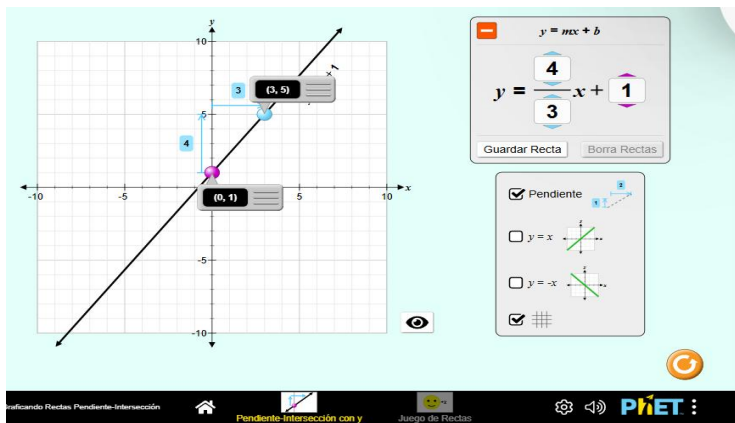 y
10
5
-5
-10
-10
-5
5
10
x
3
4
(3, 5)
(0, 1)
y = mx + b
y = 4/3 x + 1
Guardar Recta
Borra Rectas
Pendiente
2
1
y = x
y = -x
raficando Rectas Pendiente-Intersección
Pendiente-Intersección con y
Juego de Rectas
PhET